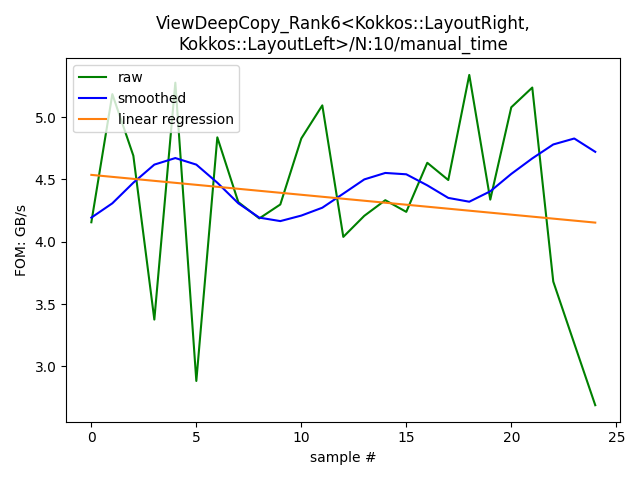 ViewDeepCopy_Rank6<Kokkos::LayoutRight,
Kokkos::LayoutLeft>/N:10/manual_time
raw
smoothed
linear regression
FOM: GB/s
5.0
4.5
4.0
3.5
3.0
0
5
10
15
20
25
sample #